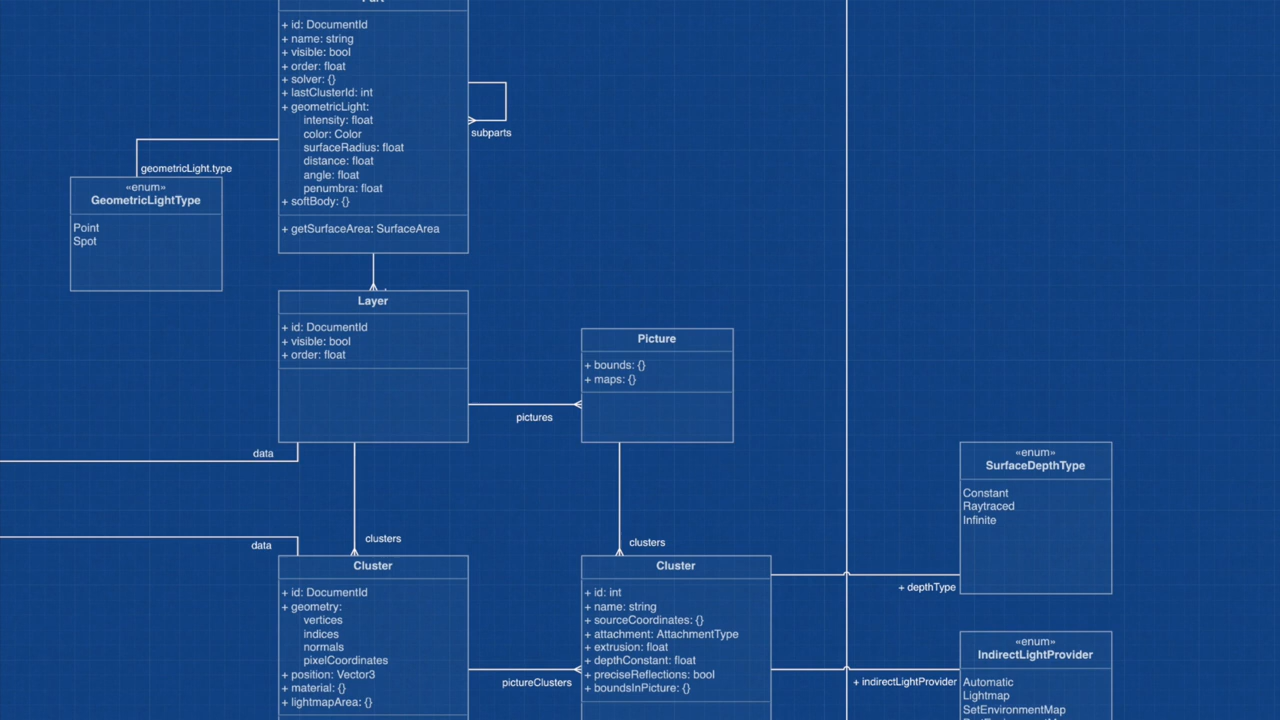 + id: DocumentId
+ name: string
+ visible: bool
+ order: float
+ solver: {}
+ lastClusterId: int
+ geometricLight:
intensity: float
color: Color
surfaceRadius: float
distance: float
angle: float
penumbra: float
+ softBody: {}
+ getSurfaceArea: SurfaceArea
subparts
geometricLight.type
«enum»
GeometricLightType
Point
Spot
Layer
+ id: DocumentId
+ visible: bool
+ order: float
pictures
Picture
+ bounds: {}
+ maps: {}
data
clusters
clusters
data
Cluster
+ id: DocumentId
+ geometry:
vertices
indices
normals
pixelCoordinates
+ position: Vector3
+ material: {}
+ lightmapArea: {}
pictureClusters
Cluster
+ id: int
+ name: string
+ sourceCoordinates: {}
+ attachment: AttachmentType
+ extrusion: float
+ depthConstant: float
+ preciseReflections: bool
+ boundsInPicture: {}
«enum»
SurfaceDepthType
Constant
Raytraced
Infinite
+ depthType
+ indirectLightProvider
«enum»
IndirectLightProvider
Automatic
Lightmap
SetEnvironmentMap